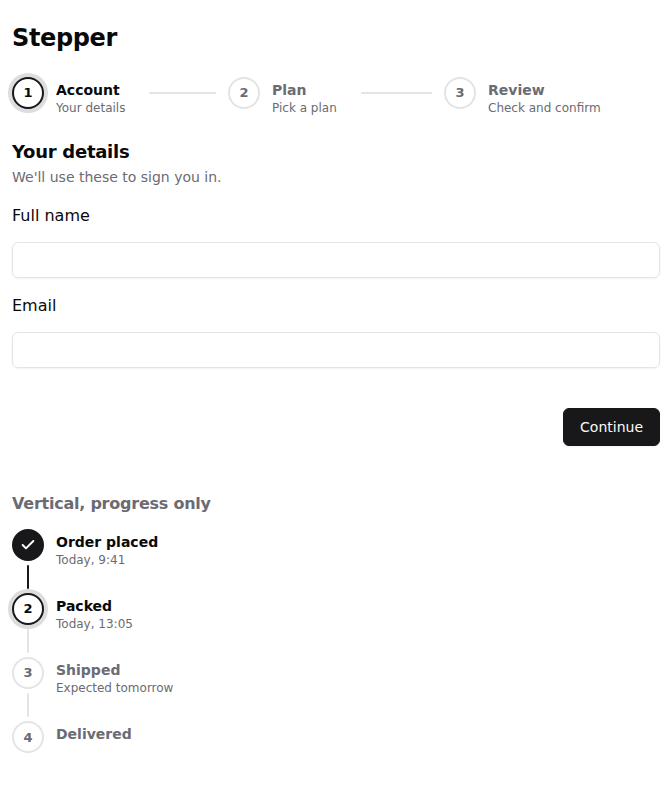 Stepper
1 Account 2 Plan 3 Review
Your details Pick a plan Check and confirm
Your details
We'll use these to sign you in.
Full name
Email
Continue
Vertical, progress only
Order placed
Today, 9:41
2 Packed
Today, 13:05
3 Shipped
Expected tomorrow
4 Delivered